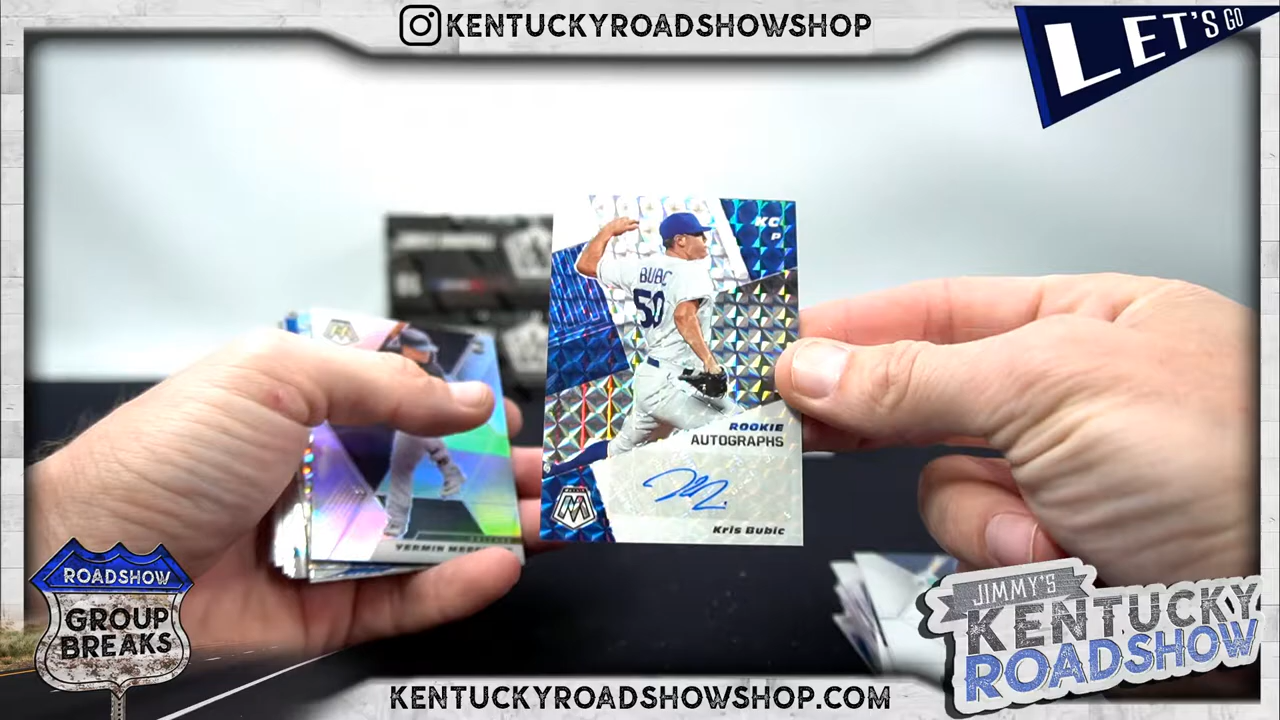 KENTUCKYROADSHOWSHOP
LET'S GO
KC
P
BUBIC
50
ROOKIE
AUTOGRAPHS
Kris Bubic
YERMIN
ROADSHOW
GROUP
BREAKS
JIMMY'S
KENTUCKY
ROADSHOW
KENTUCKYROADSHOWSHOP.COM